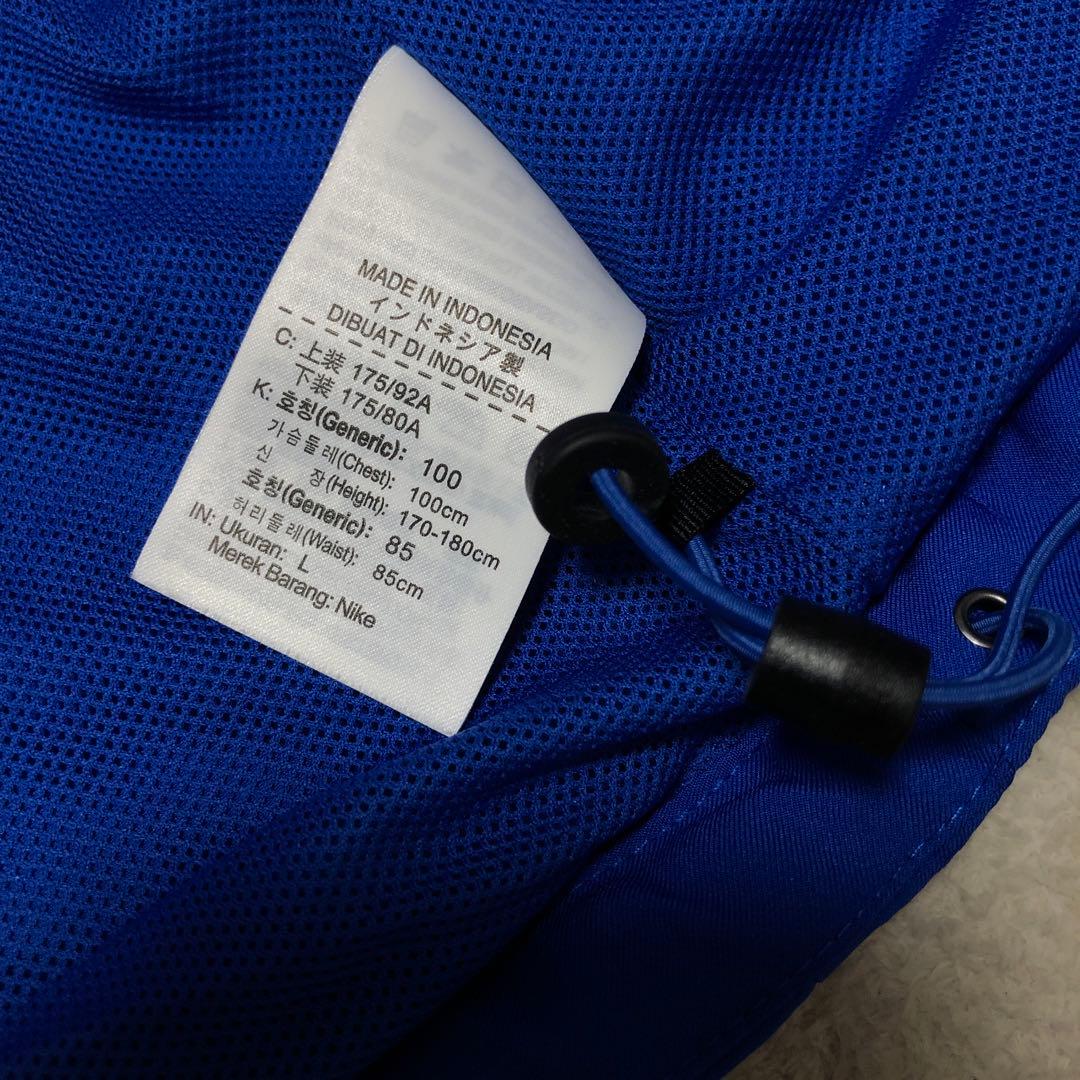 MADE IN INDONESIA
インドネシア製
DIBUAT DI INDONESIA
C: 上装 175/92A
下装 175/80A
K: 호칭(Generic): 100
가슴둘레(Chest): 100cm
신 장(Height): 170-180cm
호칭(Generic): 85
허리둘레(Waist): 85cm
IN: Ukuran: L
Merek Barang: Nike